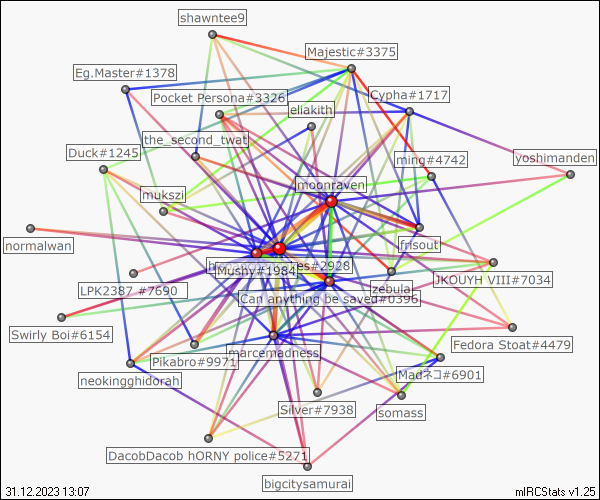 shawntee9
Majestic#3375
Eg.Master#1378
Cypha#1717
Pocket Persona#3326
ellakith
the_second_twat
Duck#1245
ming#4742
yoshimanden
moonraven
mukszi
normalwan
frisout
es#2928
Mushy#1984
JKOUYH VIII#7034
LPK2387 #7690
zebula
Can anything be saved#0396
Swirly Boi#6154
Fedora Stoat#4479
marcemadness
Pikabro#9971
Madネコ#6901
neokingghidorah
Silver#7938
somass
DacobDacob hORNY police#5271
bigcitysamurai
31.12.2023 13:07
mIRCStats v1.25